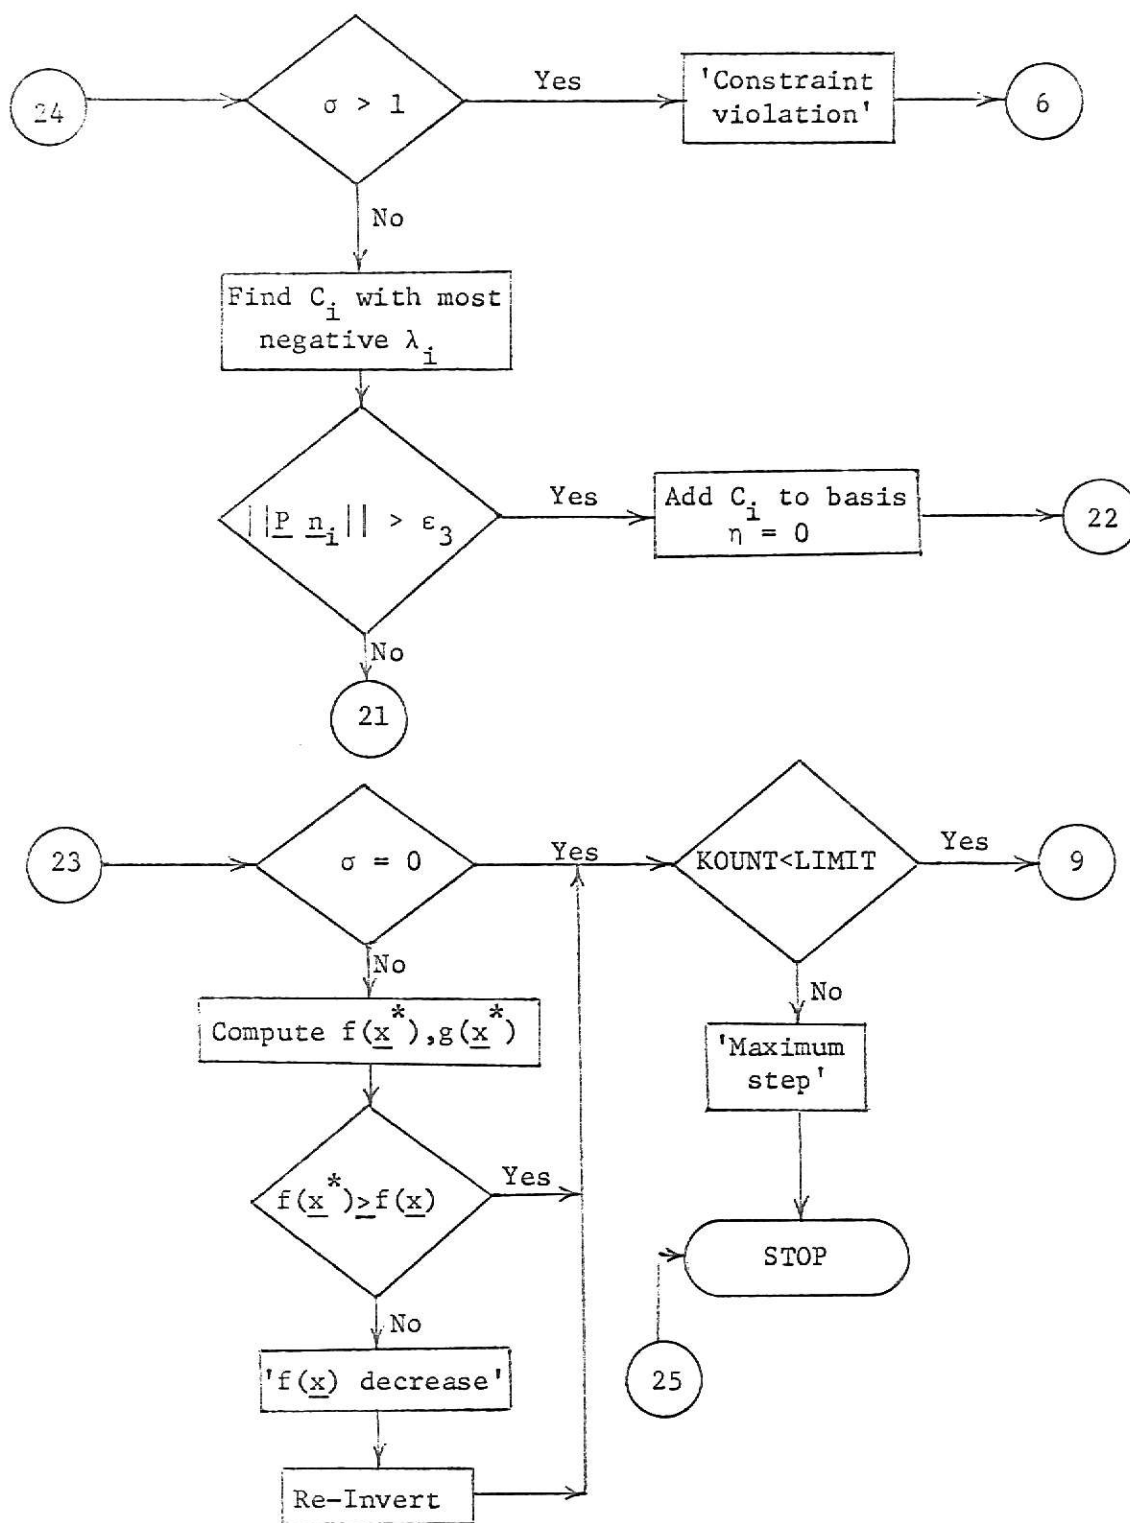 24
σ > 1
Yes
'Constraint
violation'
6
No
Find C_i with most
negative λ_i
||P n_i|| > ε_3
Yes
Add C_i to basis
η = 0
22
No
21
23
σ = 0
Yes
KOUNT<LIMIT
Yes
9
No
Compute f(x*),g(x*)
No
'Maximum
step'
f(x*)≥f(x)
Yes
STOP
No
'f(x) decrease'
25
Re-Invert